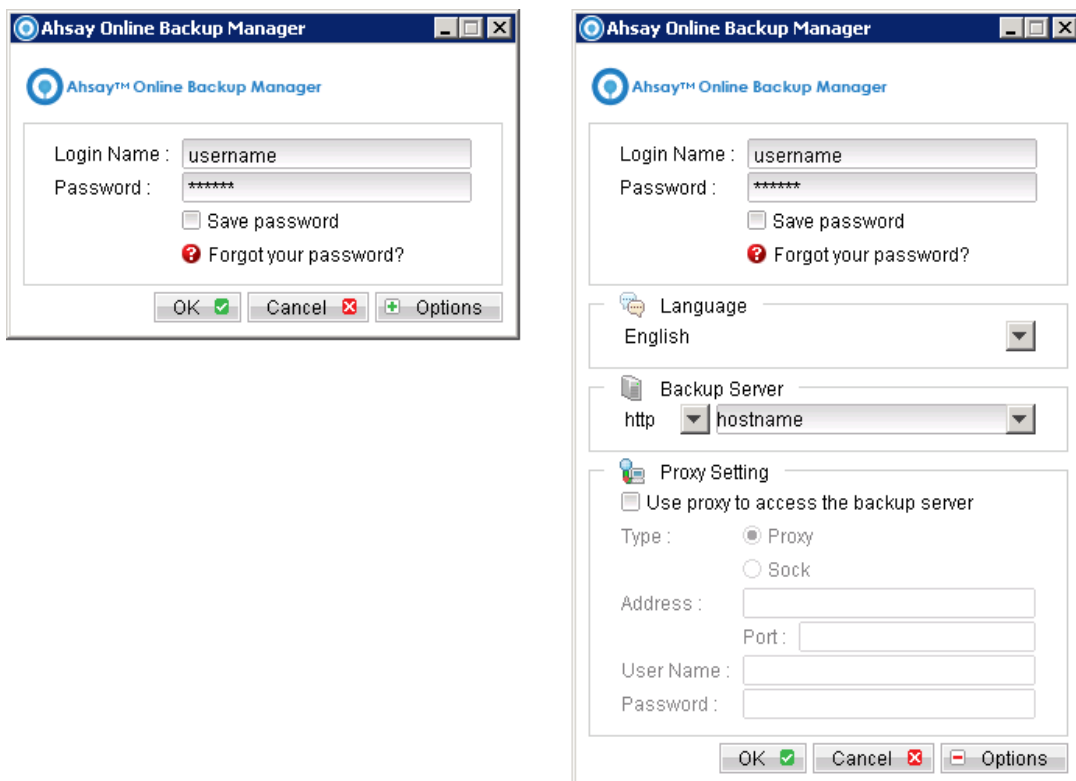 Ahsay Online Backup Manager
Ahsay™ Online Backup Manager
Login Name : username
Password : ******
Save password
Forgot your password?
OK Cancel Options
Ahsay Online Backup Manager
Ahsay™ Online Backup Manager
Login Name : username
Password : ******
Save password
Forgot your password?
Language
English
Backup Server
http hostname
Proxy Setting
Use proxy to access the backup server
Type : Proxy
Sock
Address :
Port :
User Name :
Password :
OK Cancel Options